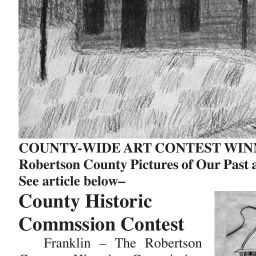 COUNTY-WIDE ART CONTEST
Robertson County Pictures of Our Past
See article below–
County Historic
Commssion Contest
Franklin – The Robertson